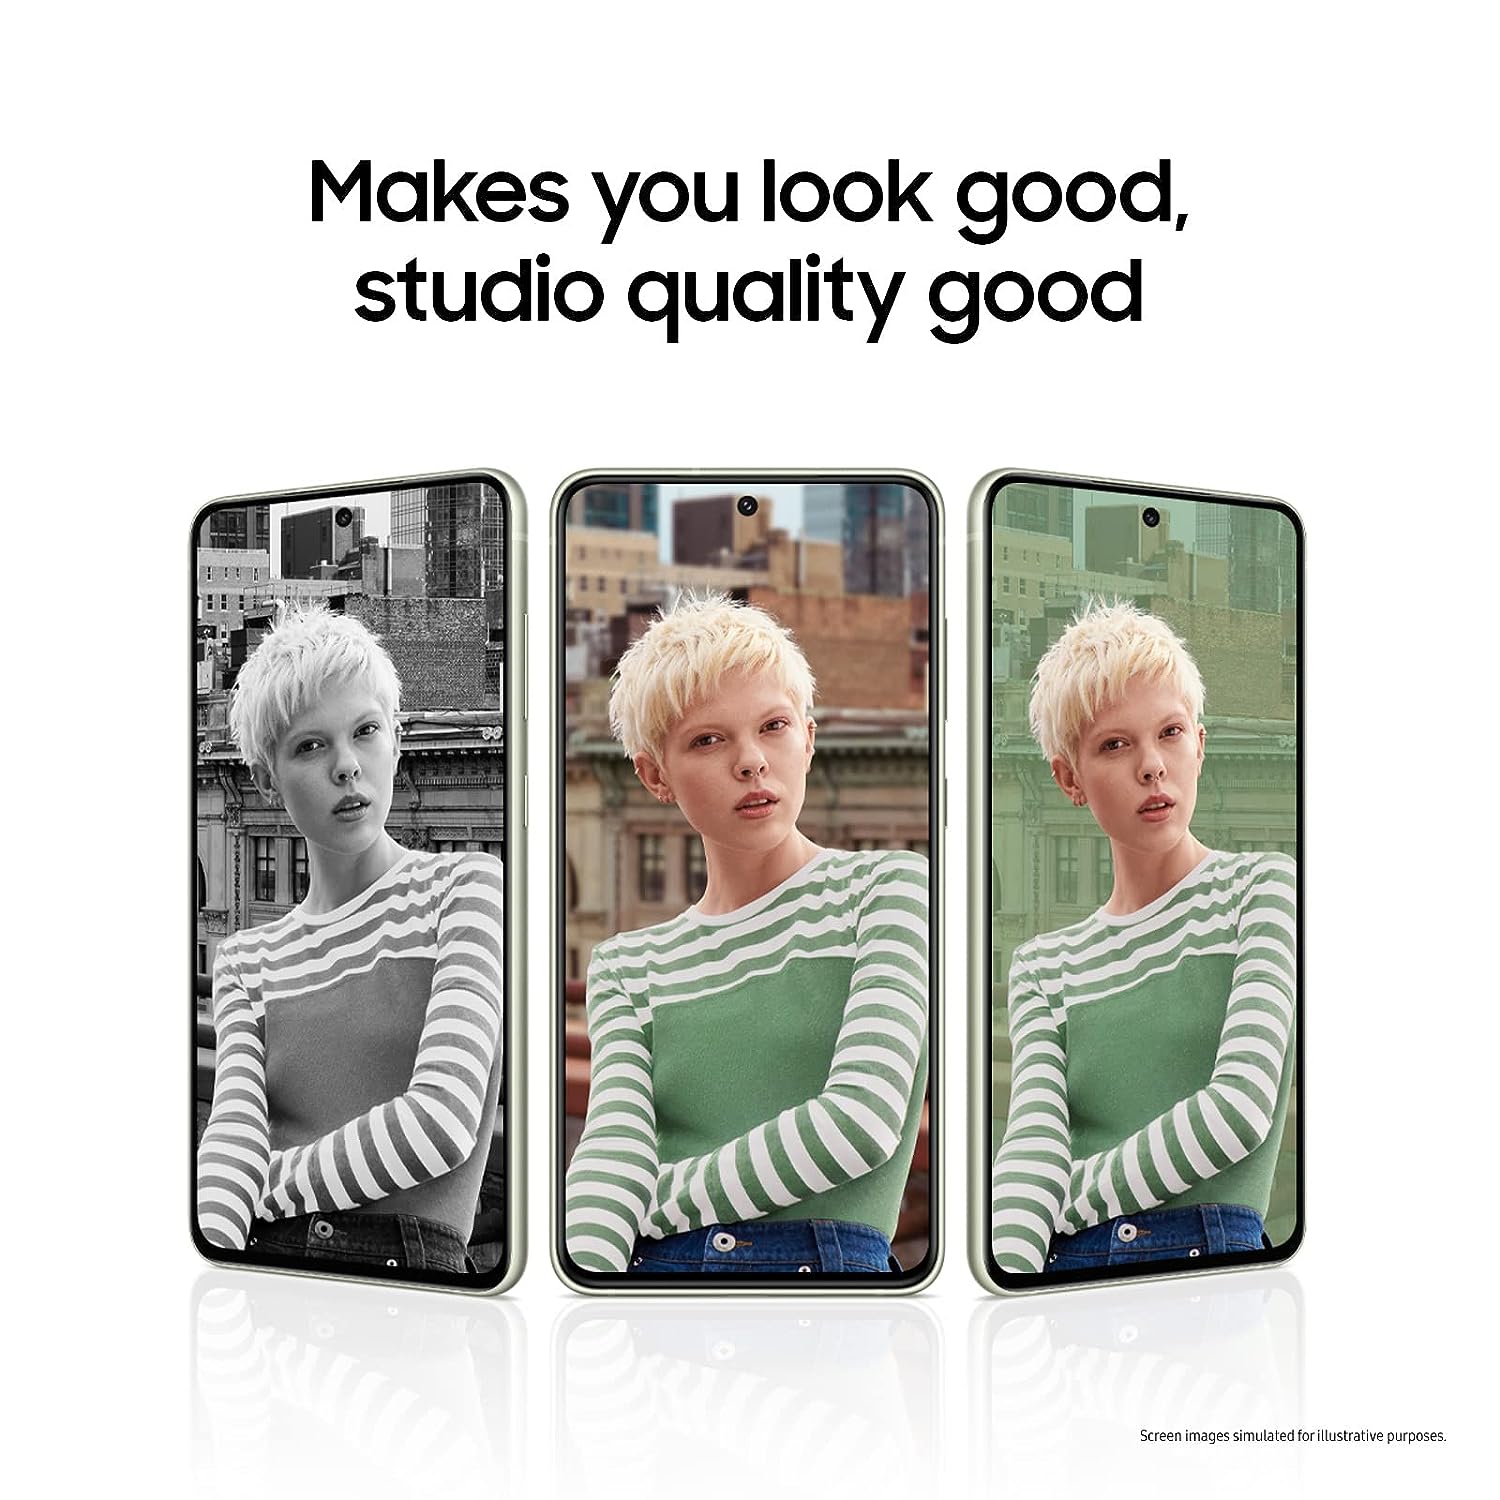 Makes you look good,
studio quality good
Screen images simulated for illustrative purposes.